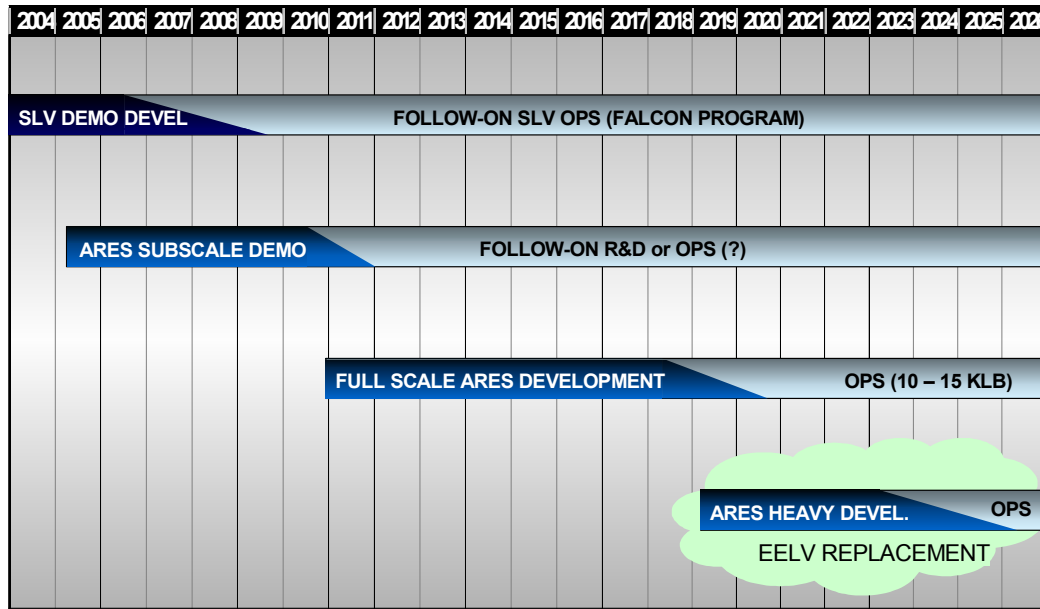 2004 2005 2006 2007 2008 2009 2010 2011 2012 2013 2014 2015 2016 2017 2018 2019 2020 2021 2022 2023 2024 2025 2026
SLV DEMO DEVEL FOLLOW-ON SLV OPS (FALCON PROGRAM)
ARES SUBSCALE DEMO FOLLOW-ON R&D or OPS (?)
FULL SCALE ARES DEVELOPMENT OPS (10 – 15 KLB)
ARES HEAVY DEVEL. OPS
EELV REPLACEMENT